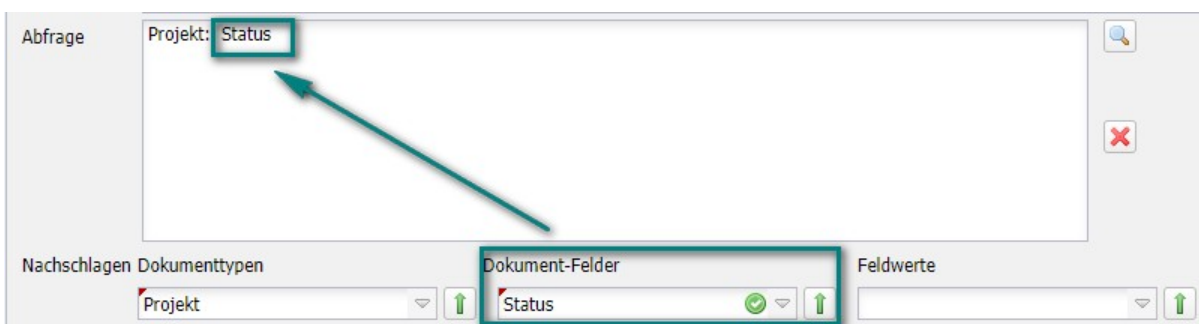 Abfrage Projekt: Status
Nachschlagen Dokumenttypen Dokument-Felder Feldwerte
Projekt Status